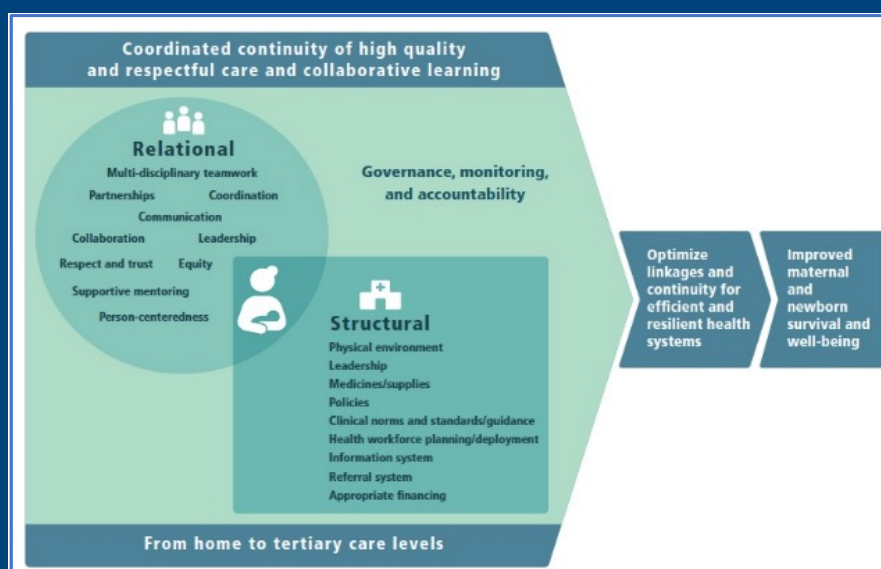 Coordinated continuity of high quality
and respectful care and collaborative learning
Relational
Multi-disciplinary teamwork
Partnerships Coordination
Communication
Collaboration Leadership
Respect and trust Equity
Supportive mentoring
Person-centeredness
Governance, monitoring,
and accountability
Structural
Physical environment
Leadership
Medicines/supplies
Policies
Clinical norms and standards/guidance
Health workforce planning/deployment
Information system
Referral system
Appropriate financing
From home to tertiary care levels
Optimize
linkages and
continuity for
efficient and
resilient health
systems
Improved
maternal
and
newborn
survival and
well-being